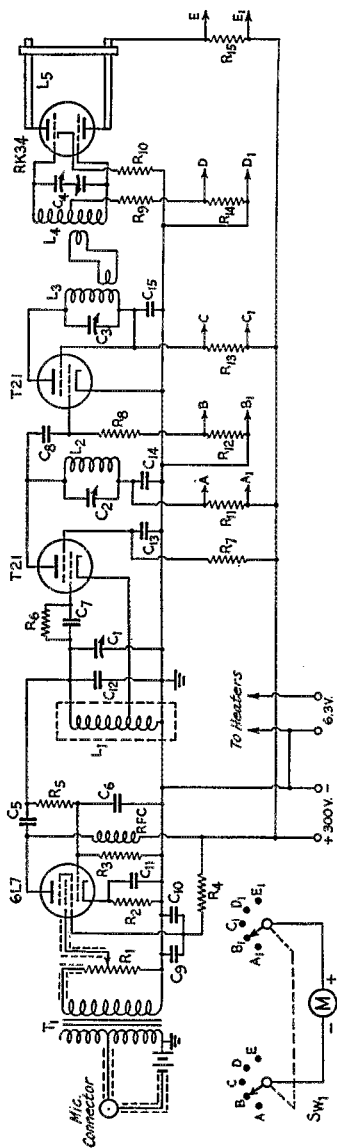 Mic.
Connector
T₁
R₁
6L7
C₉
C₁₀
R₂
C₁₁
R₃
RFC
R₄
R₅
C₆
C₅
L₁
C₁₂
C₁
R₆
C₇
T21
C₁₃
R₇
C₂
L₂
C₁₄
C₈
R₈
T21
C₃
L₃
C₁₅
L₄
C₄
RK34
R₉
R₁₀
L₅
A
R₁₁
A₁
B
R₁₂
B₁
C
R₁₃
C₁
D
R₁₄
D₁
E
R₁₅
E₁
To Heaters
+300V.
-
6.3V.
A
B
C
D
E
A₁
B₁
C₁
D₁
E₁
SW₁
-
M
+